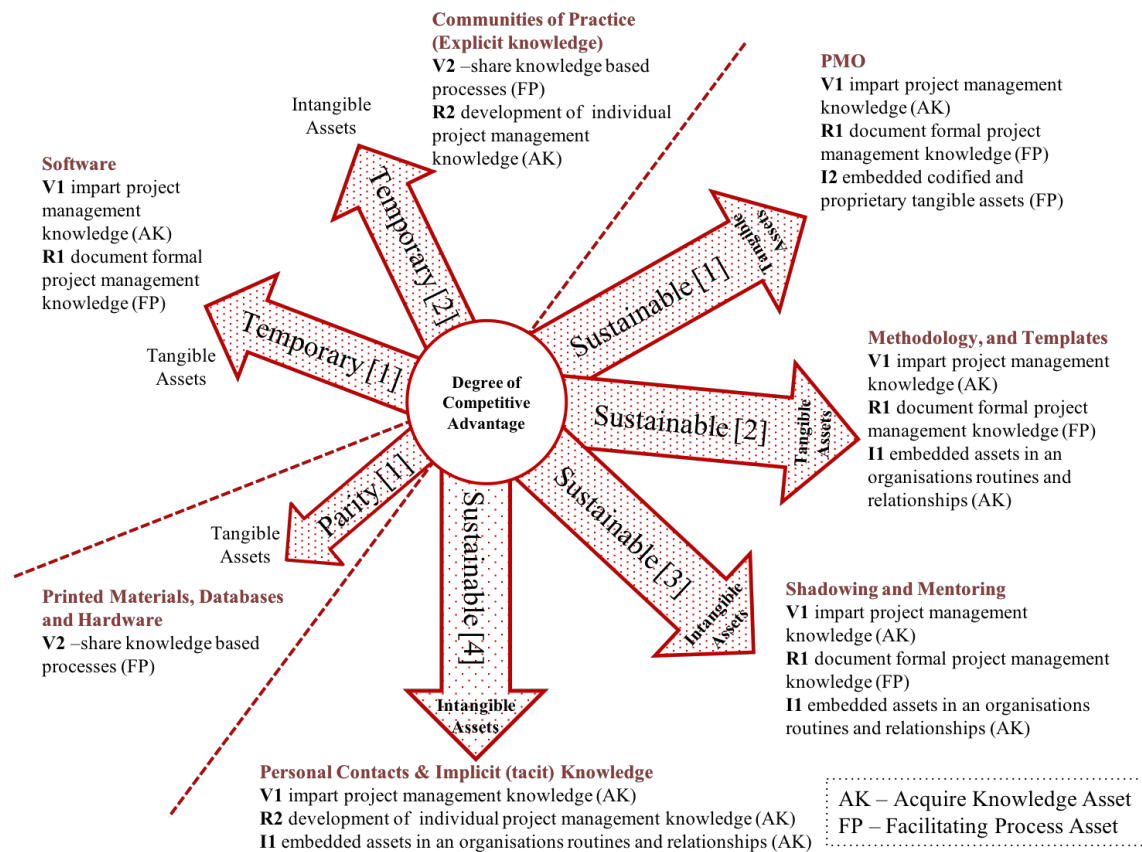 Communities of Practice
(Explicit knowledge)
V2 –share knowledge based
processes (FP)
R2 development of  individual
project management
knowledge (AK)
PMO
V1 impart project management
knowledge (AK)
R1 document formal project
management knowledge (FP)
I2 embedded codified and
proprietary tangible assets (FP)
Intangible
Assets
Software
V1 impart project
management
knowledge (AK)
R1 document formal
project management
knowledge (FP)
Temporary [2]
Tangible
Assets
Sustainable [1]
Temporary [1]
Tangible
Assets
Degree of
Competitive
Advantage
Sustainable [2]
Tangible
Assets
Methodology, and Templates
V1 impart project management
knowledge (AK)
R1 document formal project
management knowledge (FP)
I1 embedded assets in an
organisations routines and
relationships (AK)
Parity [1]
Tangible
Assets
Sustainable [4]
Intangible
Assets
Sustainable [3]
Intangible
Assets
Printed Materials, Databases
and Hardware
V2 –share knowledge based
processes (FP)
Shadowing and Mentoring
V1 impart project management
knowledge (AK)
R1 document formal project management
knowledge (FP)
I1 embedded assets in an organisations
routines and relationships (AK)
Personal Contacts & Implicit (tacit) Knowledge
V1 impart project management knowledge (AK)
R2 development of  individual project management knowledge (AK)
I1 embedded assets in an organisations routines and relationships (AK)
AK – Acquire Knowledge Asset
FP – Facilitating Process Asset